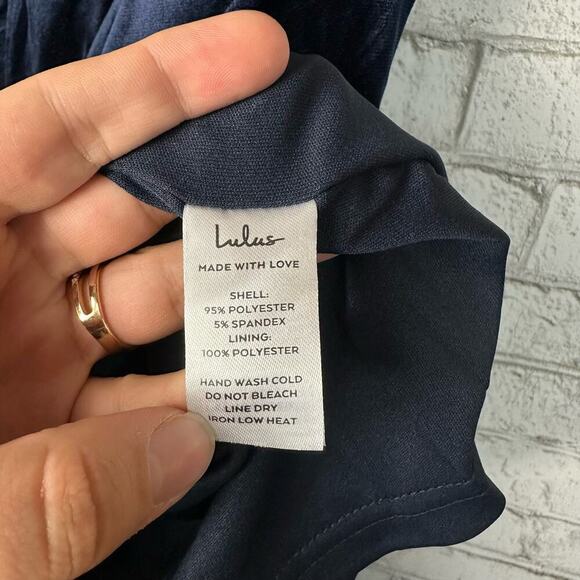 Lulus
MADE WITH LOVE
SHELL:
95% POLYESTER
5% SPANDEX
LINING:
100% POLYESTER
HAND WASH COLD
DO NOT BLEACH
LINE DRY
IRON LOW HEAT